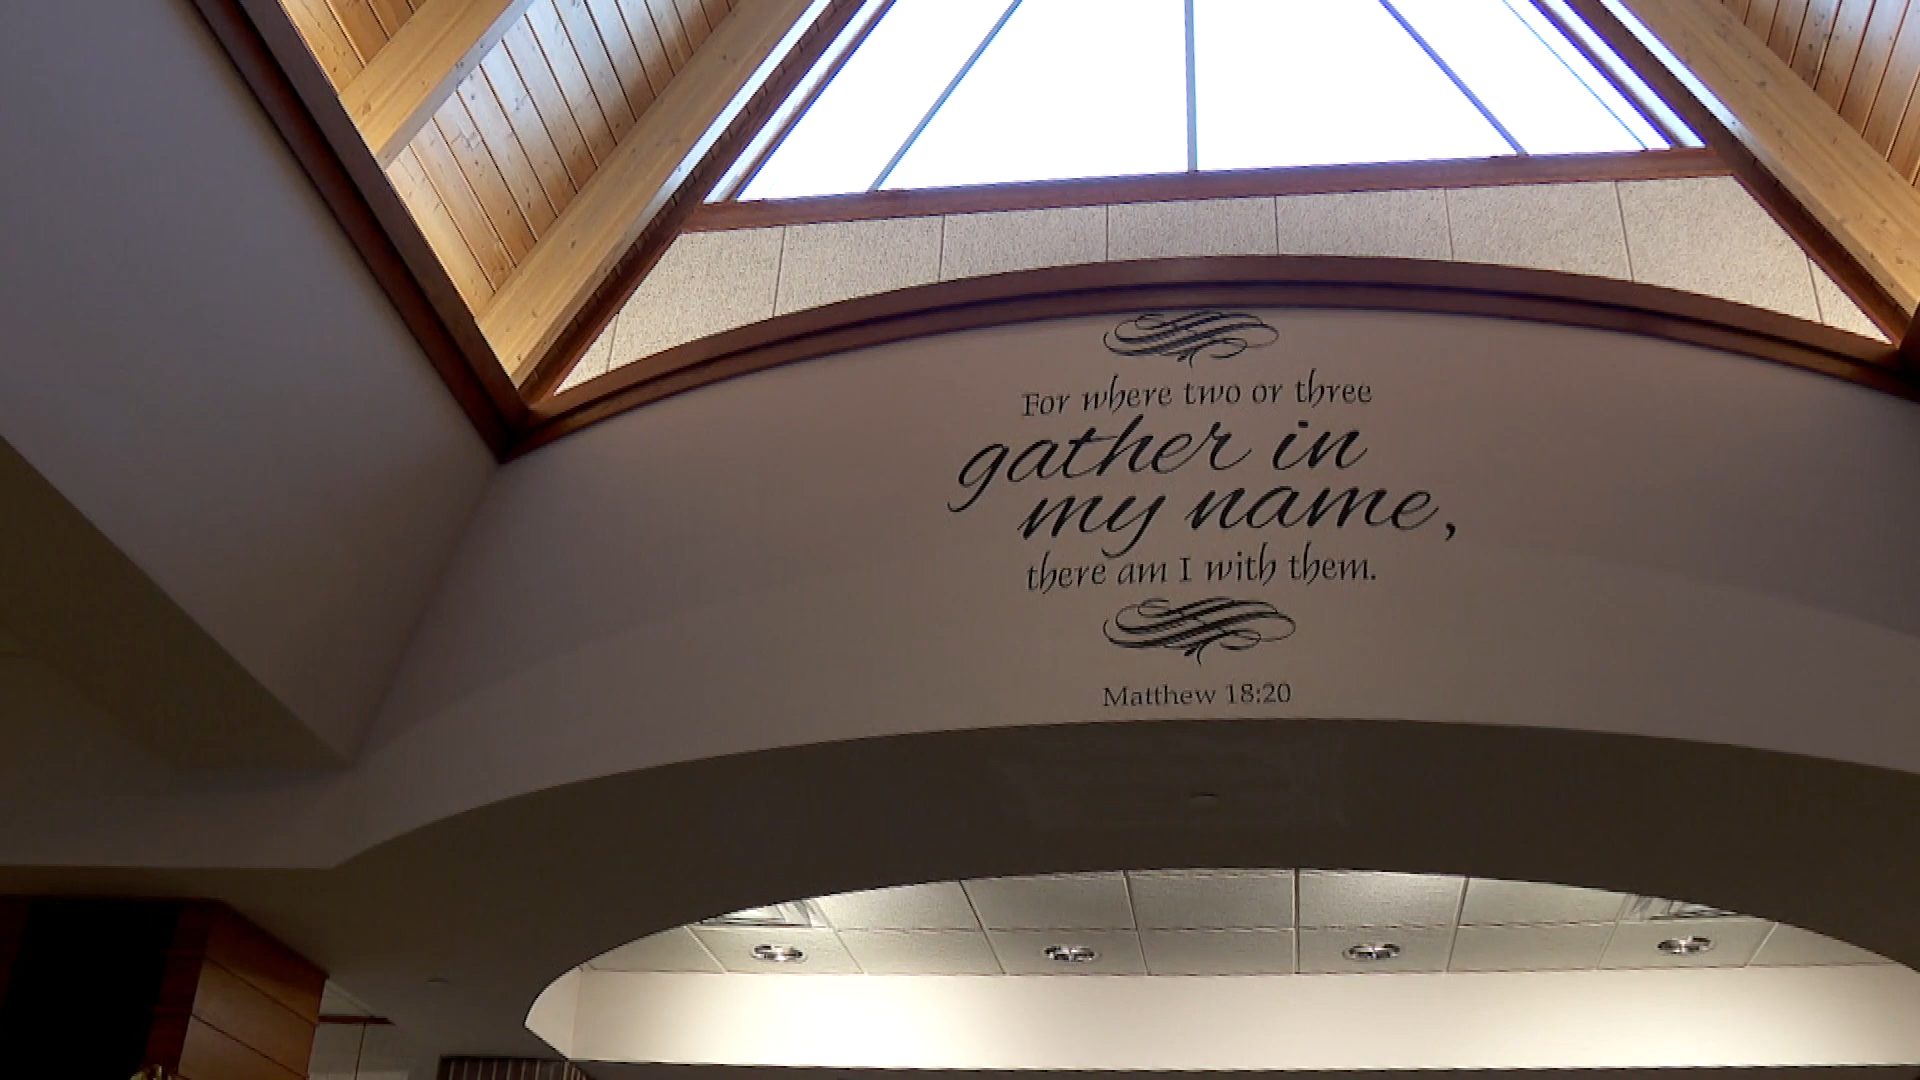 For where two or three
gather in
my name,
there am I with them.
Matthew 18:20